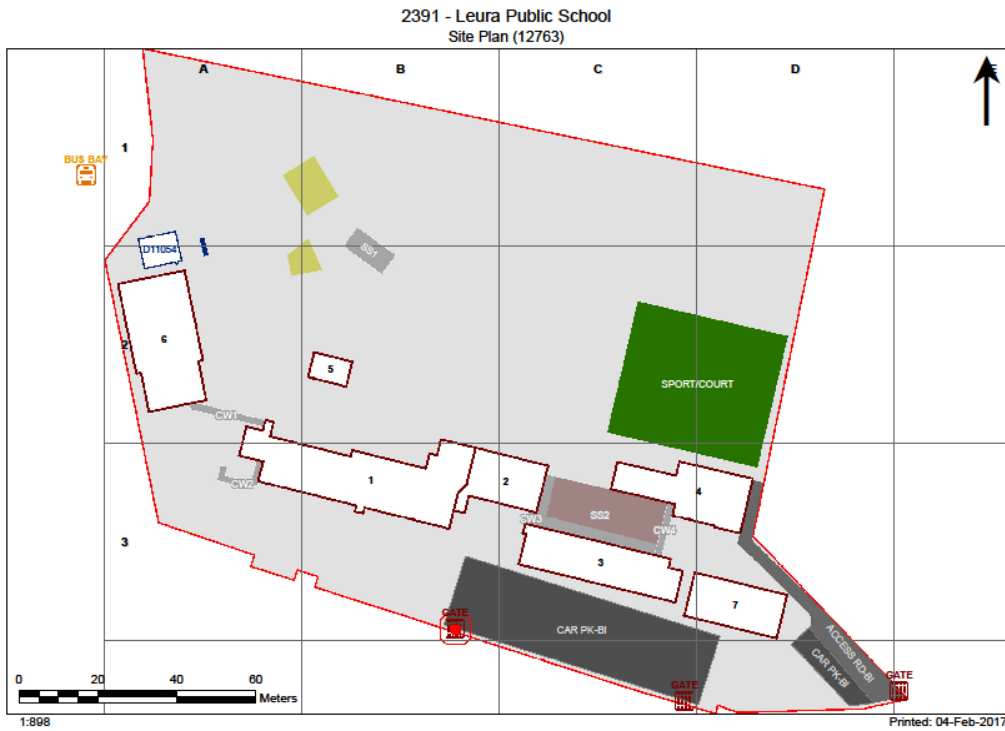 2391 - Leura Public School
Site Plan (12763)
A
B
C
D
E
1
BUS BAY
D11054
SS1
2
6
5
SPORT/COURT
CW1
1
2
4
CW2
CW3
SS2
CW4
3
3
7
GATE
CAR PK-BI
ACCESS RD-BI
CAR PK-BI
GATE
GATE
0 20 40 60
Meters
1:898
Printed: 04-Feb-2017